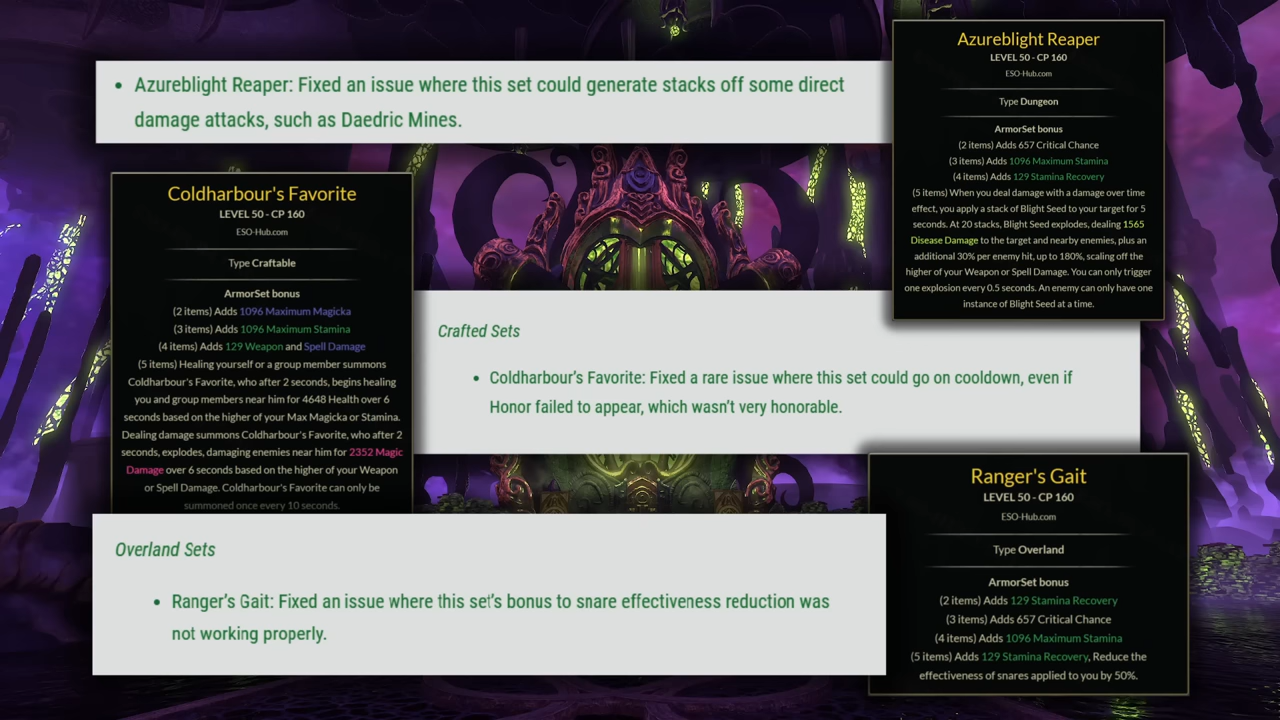 • Azureblight Reaper: Fixed an issue where this set could generate stacks off some direct
damage attacks, such as Daedric Mines.
Azureblight Reaper
LEVEL 50 - CP 160
ESO-Hub.com
Type Dungeon
ArmorSet bonus
(2 items) Adds 657 Critical Chance
(3 items) Adds 1096 Maximum Stamina
(4 items) Adds 129 Stamina Recovery
(5 items) When you deal damage with a damage over time
effect, you apply a stack of Blight Seed to your target for 5
seconds. At 20 stacks, Blight Seed explodes, dealing 1565
Disease Damage to the target and nearby enemies, plus an
additional 30% per enemy hit, up to 180%, scaling off the
higher of your Weapon or Spell Damage. You can only trigger
one explosion every 0.5 seconds. An enemy can only have one
instance of Blight Seed at a time.
Coldharbour's Favorite
LEVEL 50 - CP 160
ESO-Hub.com
Type Craftable
ArmorSet bonus
(2 items) Adds 1096 Maximum Magicka
(3 items) Adds 1096 Maximum Stamina
(4 items) Adds 129 Weapon and Spell Damage
(5 items) Healing yourself or a group member summons
Coldharbour's Favorite, who after 2 seconds, begins healing
you and group members near him for 4648 Health over 6
seconds based on the higher of your Max Magicka or Stamina.
Dealing damage summons Coldharbour's Favorite, who after 2
seconds, explodes, damaging enemies near him for 2352 Magic
Damage over 6 seconds based on the higher of your Weapon
or Spell Damage. Coldharbour's Favorite can only be
summoned once every 10 seconds.
Crafted Sets
• Coldharbour's Favorite: Fixed a rare issue where this set could go on cooldown, even if
Honor failed to appear, which wasn't very honorable.
Overland Sets
• Ranger's Gait: Fixed an issue where this set's bonus to snare effectiveness reduction was
not working properly.
Ranger's Gait
LEVEL 50 - CP 160
ESO-Hub.com
Type Overland
ArmorSet bonus
(2 items) Adds 129 Stamina Recovery
(3 items) Adds 657 Critical Chance
(4 items) Adds 1096 Maximum Stamina
(5 items) Adds 129 Stamina Recovery, Reduce the
effectiveness of snares applied to you by 50%.